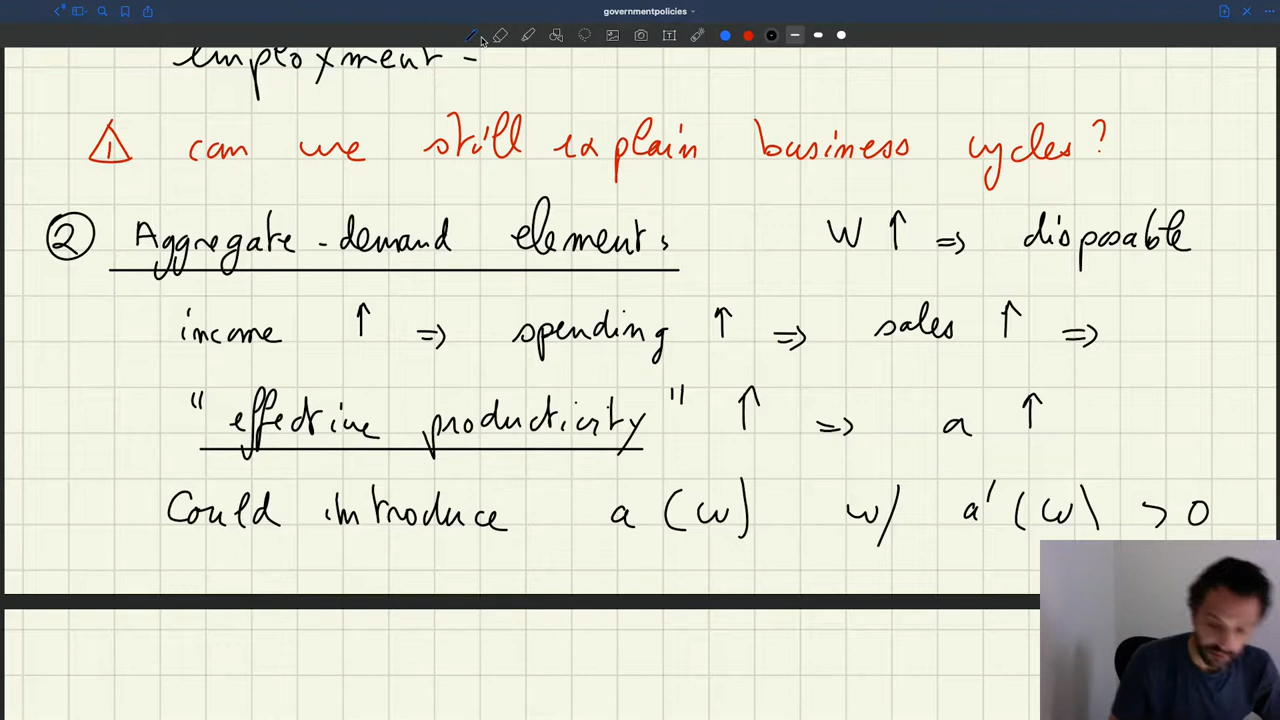 governmentpolicies
employment -
⚠ can we still explain business cycles?
② Aggregate-demand elements W ↑ => disposable
income ↑ => spending ↑ => sales ↑ =>
"effective productivity" ↑ => a ↑
Could introduce a (w) w/ a' (w) > 0